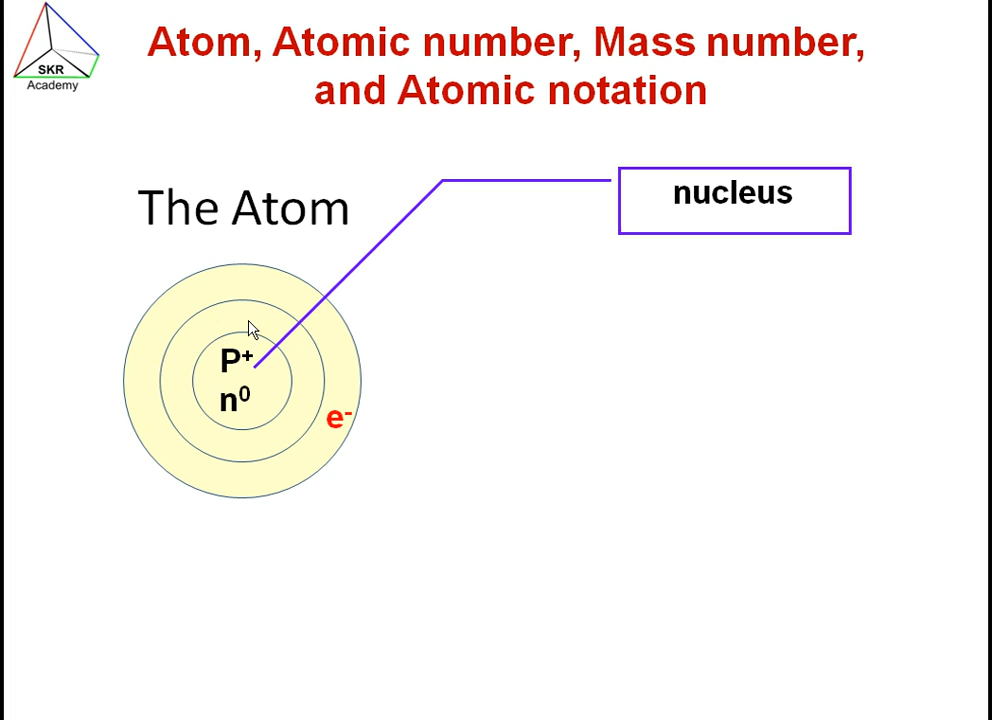 SKR
Academy
Atom, Atomic number, Mass number,
and Atomic notation
The Atom
nucleus
P⁺
n⁰
e⁻